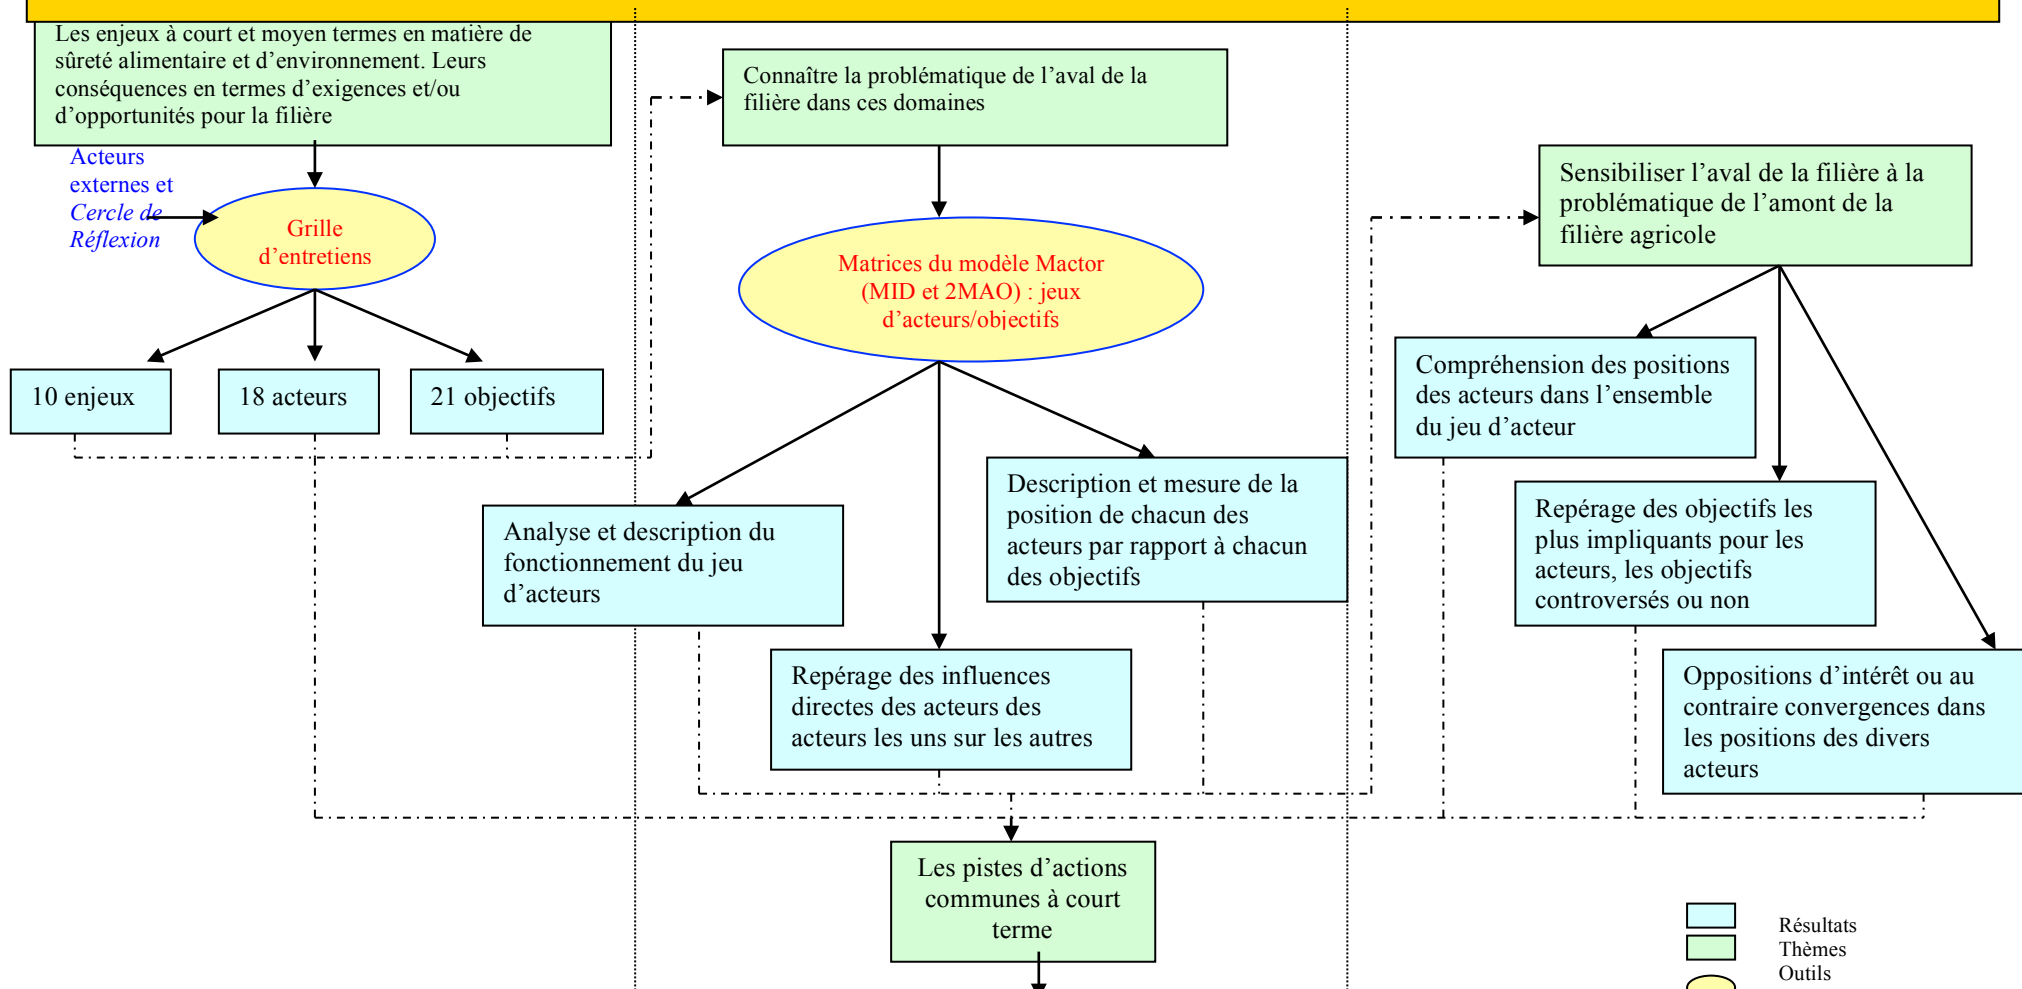 Les enjeux à court et moyen termes en matière de
sûreté alimentaire et d’environnement. Leurs
conséquences en termes d’exigences et/ou
d’opportunités pour la filière
Acteurs
externes et
Cercle de
Réflexion
Grille
d’entretiens
10 enjeux
18 acteurs
21 objectifs
Connaître la problématique de l’aval de la
filière dans ces domaines
Matrices du modèle Mactor
(MID et 2MAO) : jeux
d’acteurs/objectifs
Analyse et description du
fonctionnement du jeu
d’acteurs
Description et mesure de la
position de chacun des
acteurs par rapport à chacun
des objectifs
Repérage des influences
directes des acteurs des
acteurs les uns sur les autres
Sensibiliser l’aval de la filière à la
problématique de l’amont de la
filière agricole
Compréhension des positions
des acteurs dans l’ensemble
du jeu d’acteur
Repérage des objectifs les
plus impliquants pour les
acteurs, les objectifs
controversés ou non
Oppositions d’intérêt ou au
contraire convergences dans
les positions des divers
acteurs
Les pistes d’actions
communes à court
terme
Résultats
Thèmes
Outils